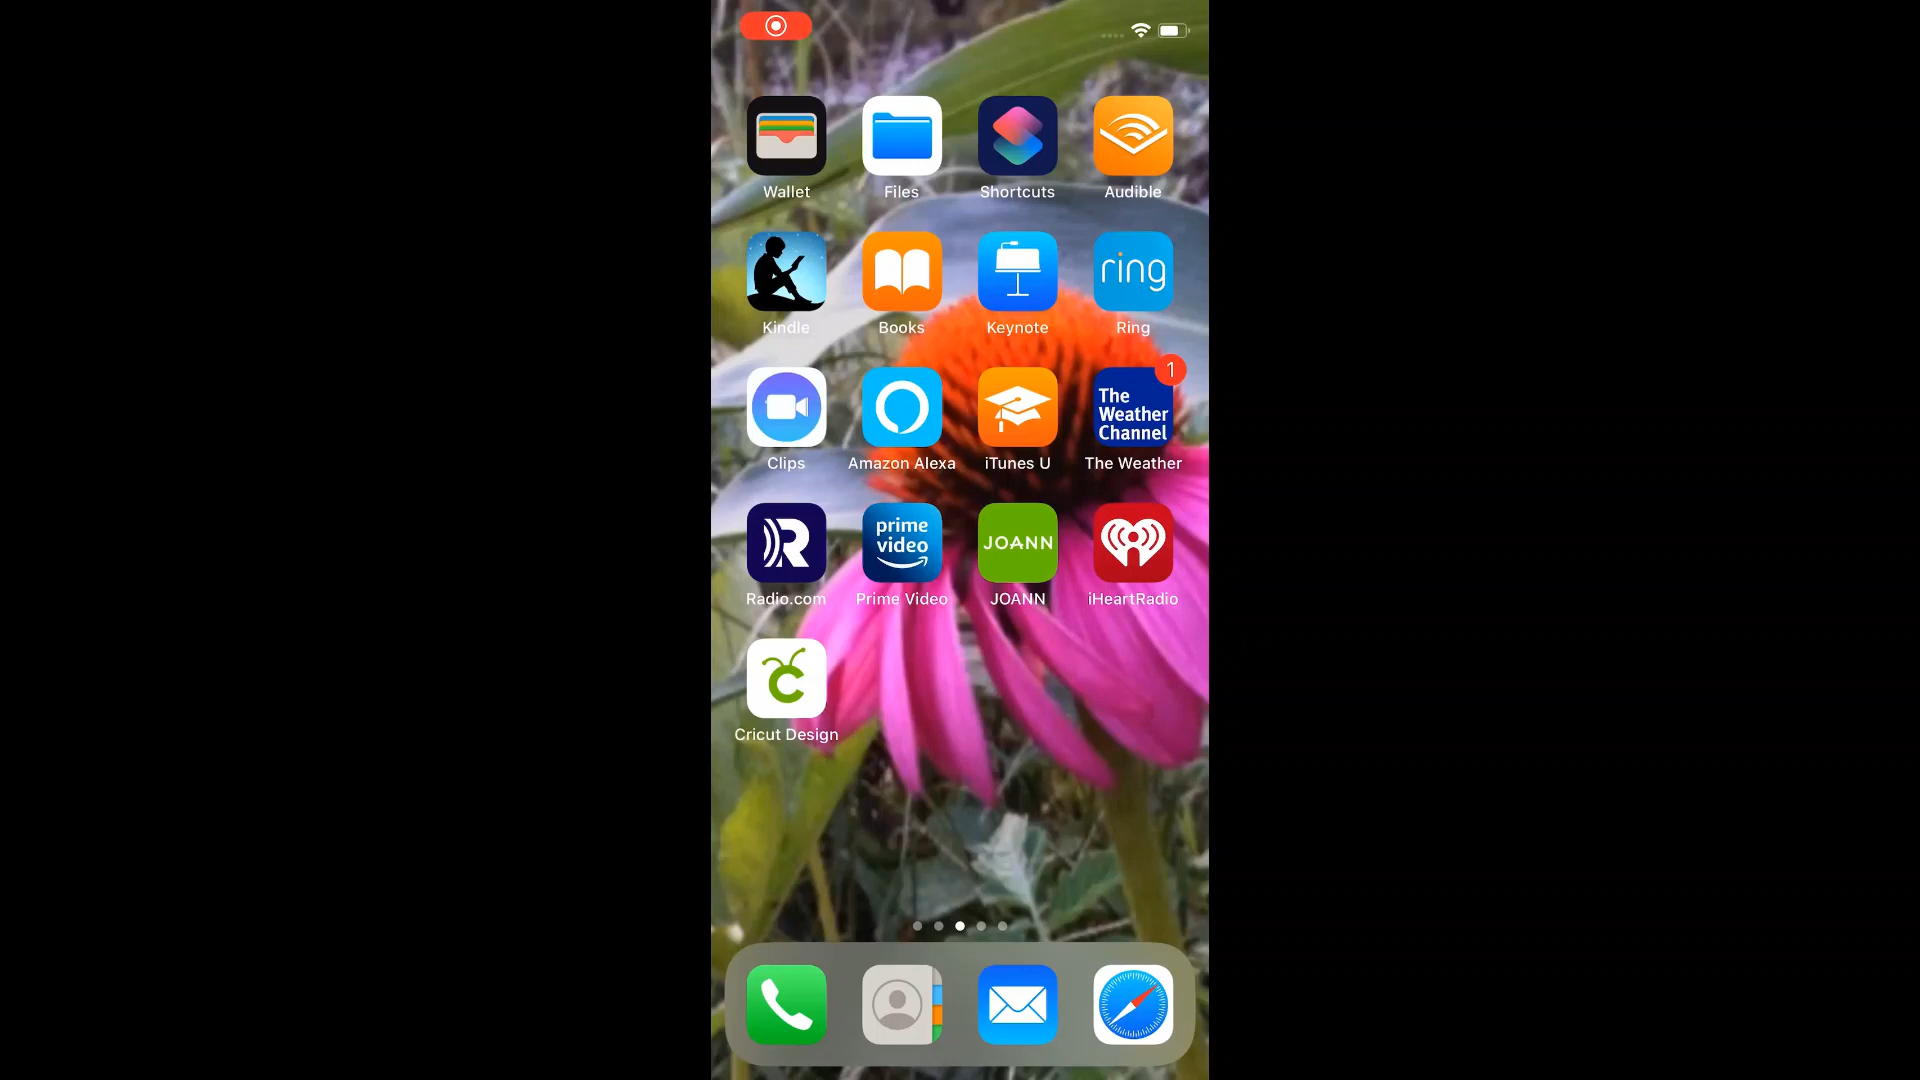 Wallet Files Shortcuts Audible
ring
Kindle Books Keynote Ring
1
The
Weather
Channel
Clips Amazon Alexa iTunes U The Weather
R prime
video JOANN
Radio.com Prime Video JOANN iHeartRadio
C
Cricut Design